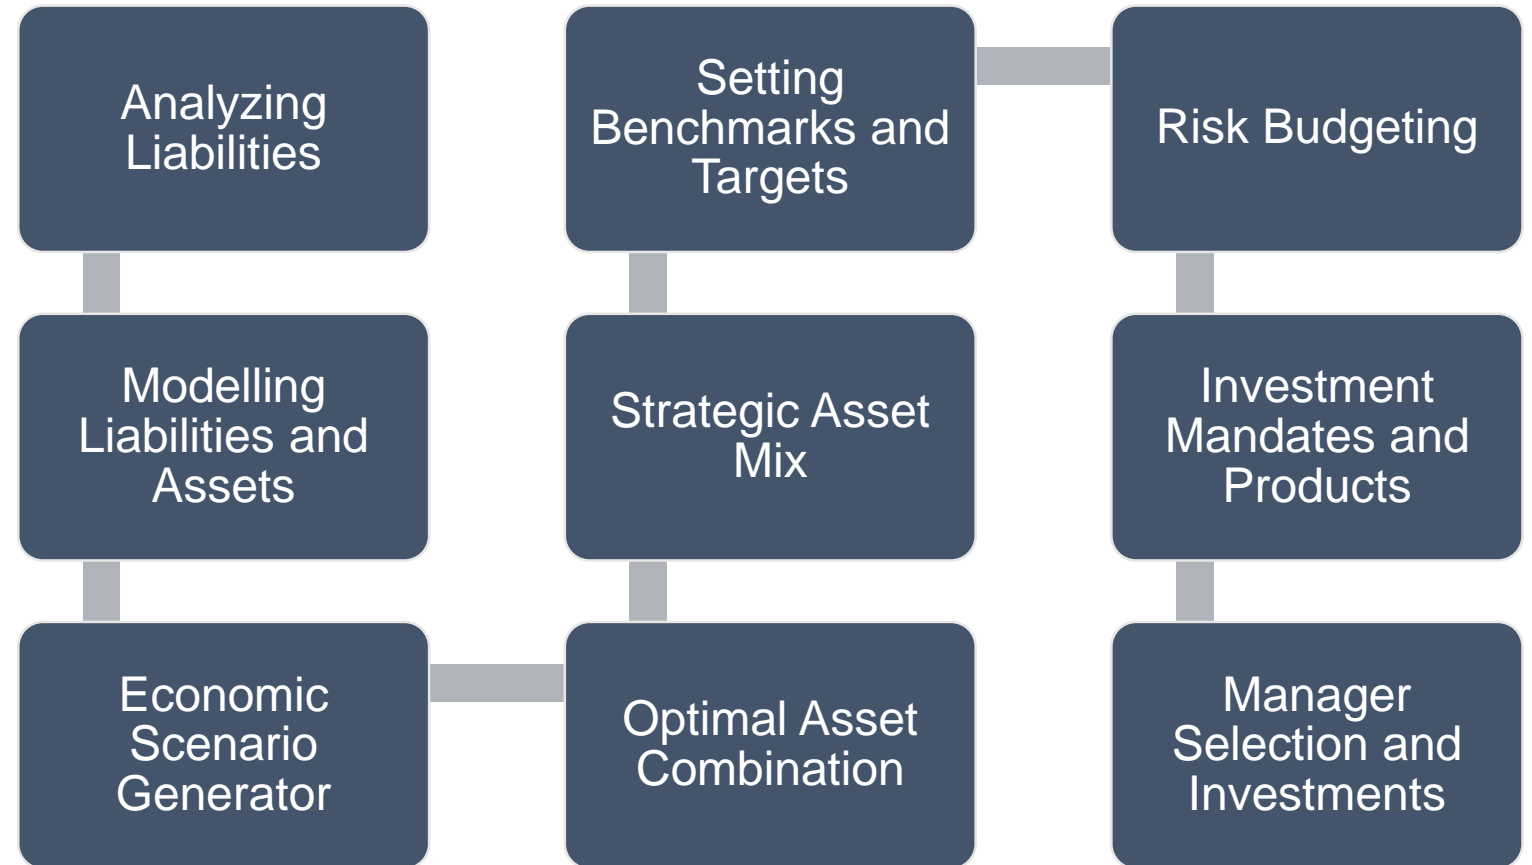 Analyzing
Liabilities
Modelling
Liabilities and
Assets
Economic
Scenario
Generator
Optimal Asset
Combination
Strategic Asset
Mix
Setting
Benchmarks and
Targets
Risk Budgeting
Investment
Mandates and
Products
Manager
Selection and
Investments